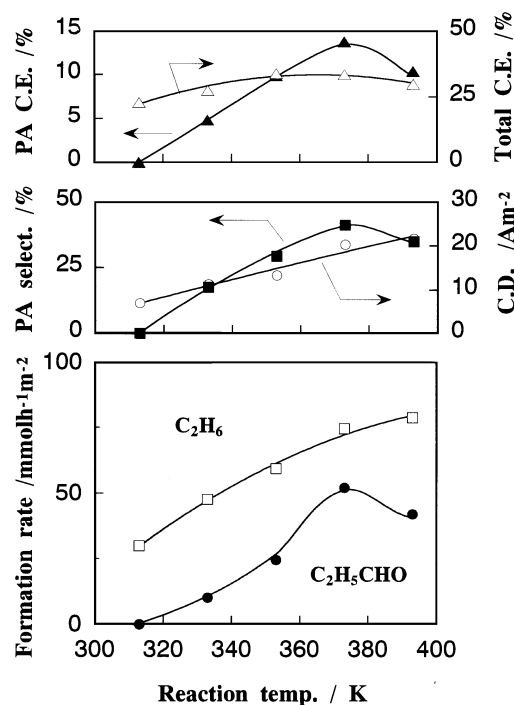 15
10
5
0
PA C.E. /%
50
25
0
Total C.E. /%
50
25
0
PA select. /%
30
20
10
0
C.D. /Am-2
100
50
0
Formation rate /mmolh-1m-2
C2H6
C2H5CHO
300 320 340 360 380 400
Reaction temp. / K